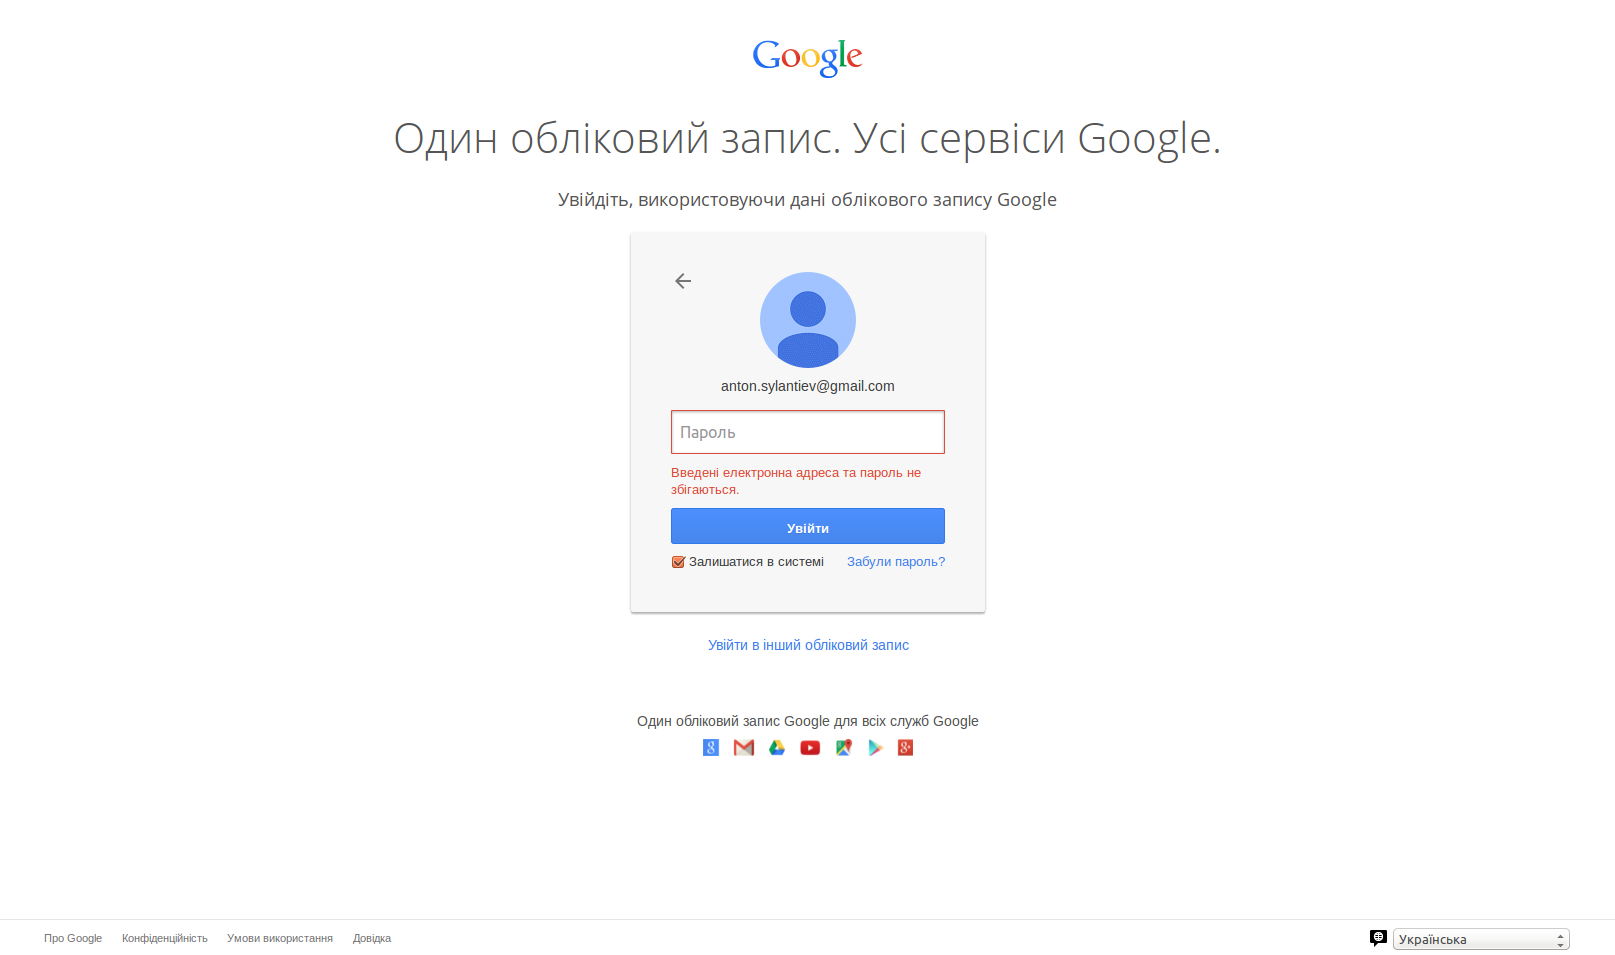 Google
Один обліковий запис. Усі сервіси Google.
Увійдіть, використовуючи дані облікового запису Google
anton.sylantiev@gmail.com
Пароль
Введені електронна адреса та пароль не
збігаються.
Увійти
Залишатися в системі Забули пароль?
Увійти в інший обліковий запис
Один обліковий запис Google для всіх служб Google
Про Google Конфіденційність Умови використання Довідка Українська